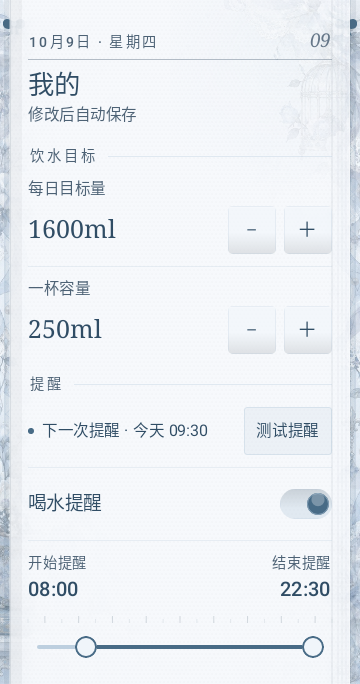 10月9日 · 星期四
09
我的
修改后自动保存
饮水目标
每日目标量
1600ml
-
+
一杯容量
250ml
-
+
提醒
• 下一次提醒 · 今天 09:30
测试提醒
喝水提醒
开始提醒
结束提醒
08:00
22:30